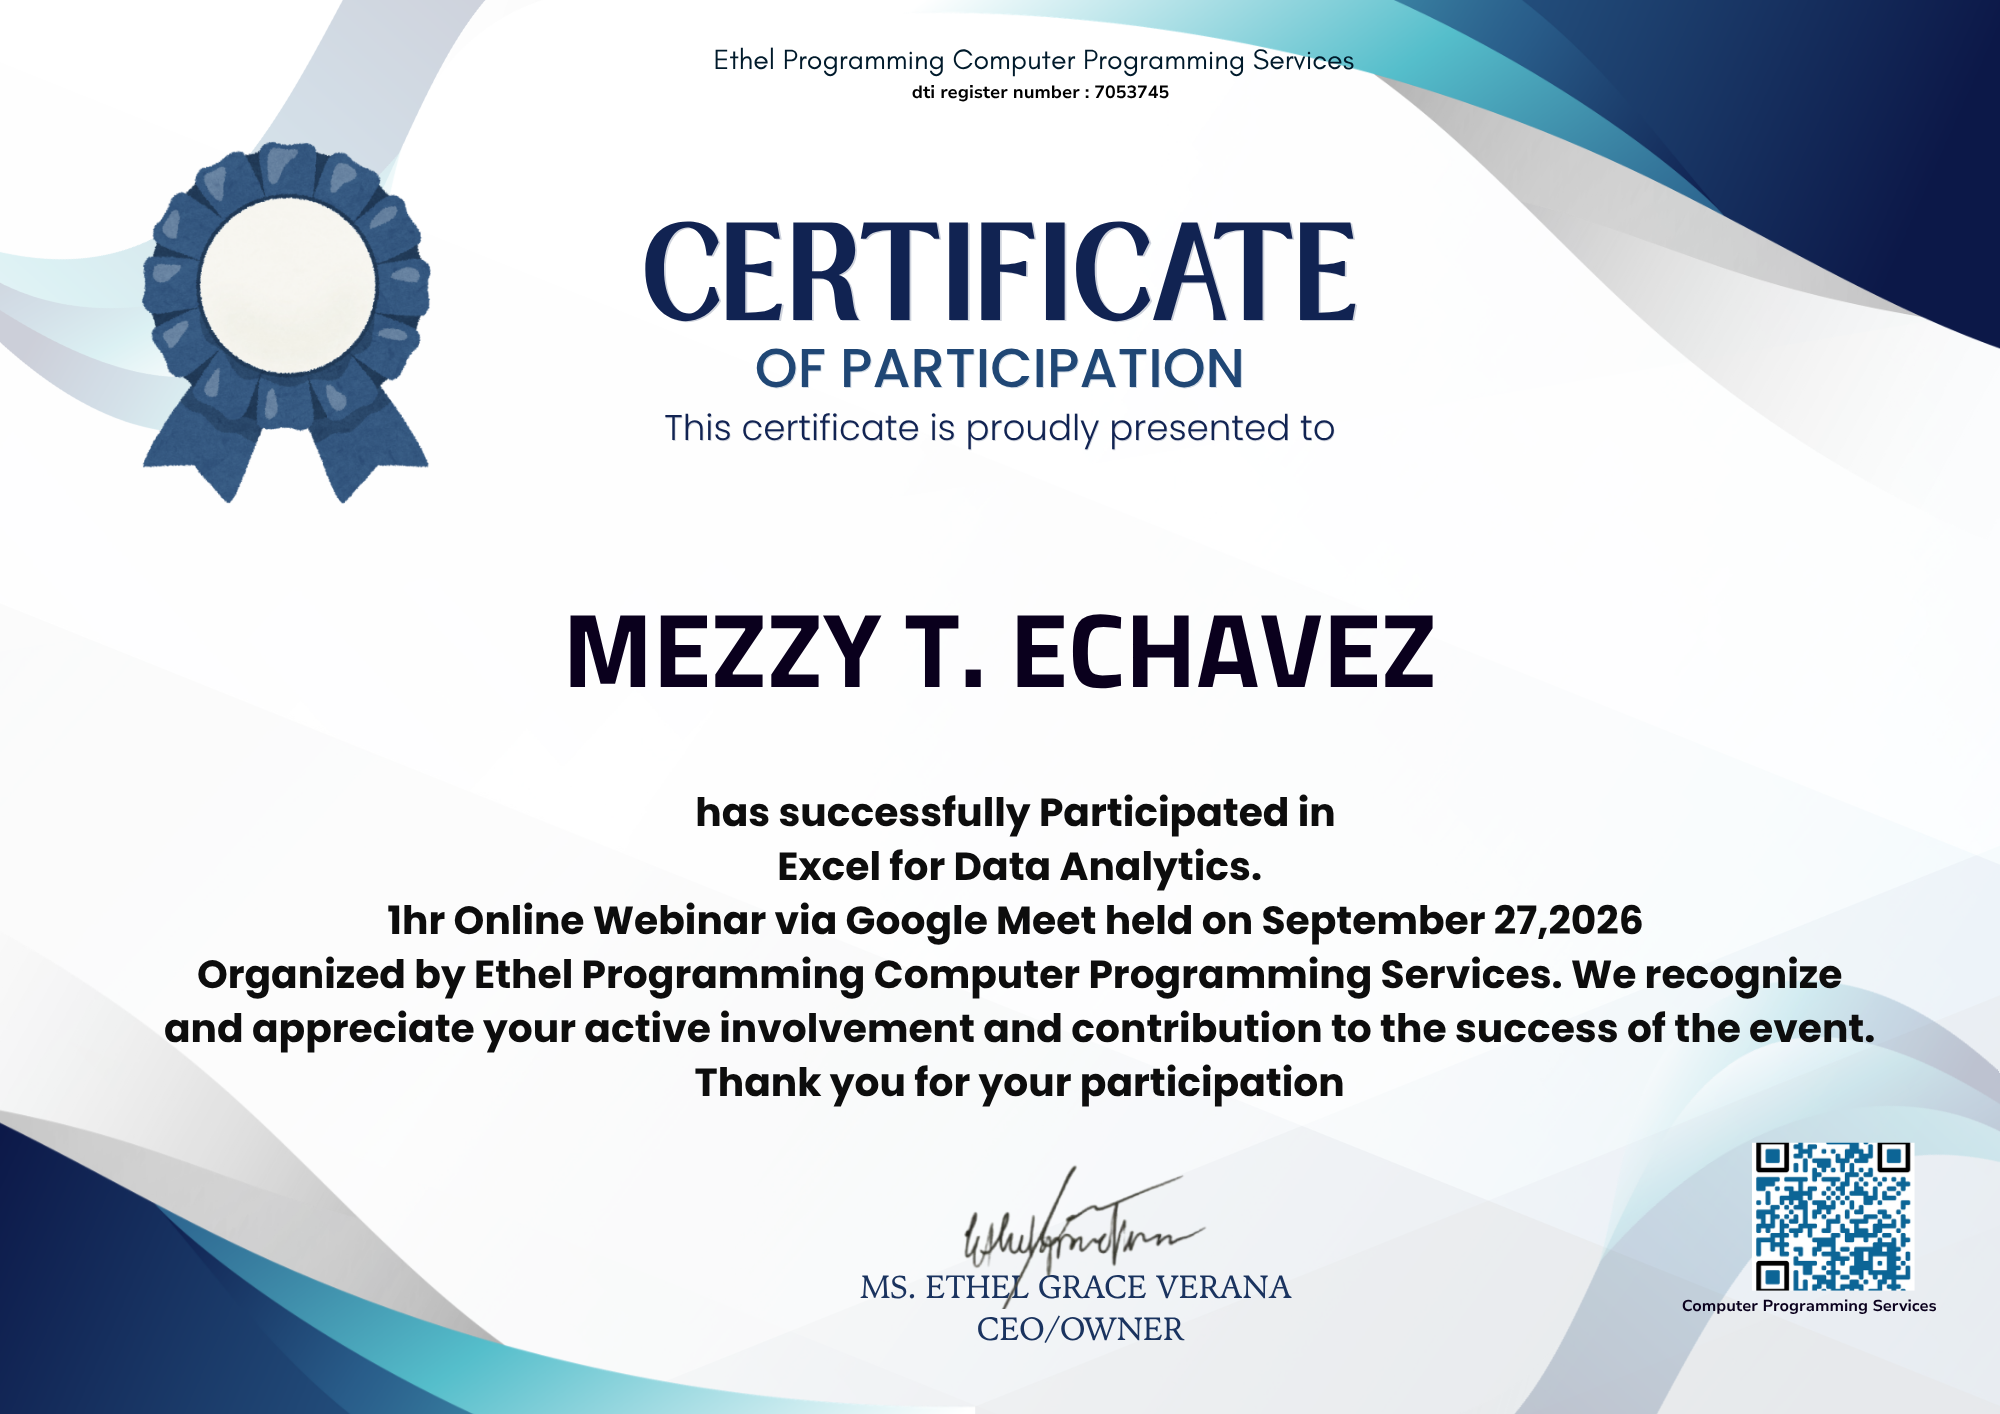 Ethel Programming Computer Programming Services
dti register number : 7053745
CERTIFICATE
OF PARTICIPATION
This certificate is proudly presented to
MEZZY T. ECHAVEZ
has successfully Participated in
Excel for Data Analytics.
1hr Online Webinar via Google Meet held on September 27,2026
Organized by Ethel Programming Computer Programming Services. We recognize
and appreciate your active involvement and contribution to the success of the event.
Thank you for your participation
MS. ETHEL GRACE VERANA
CEO/OWNER
Computer Programming Services